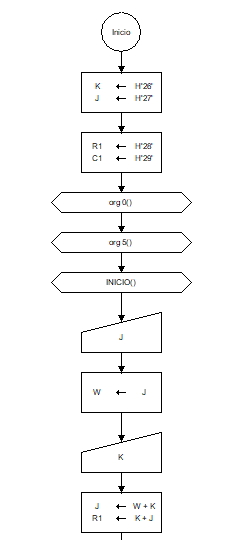 Inicio
K ← H'26'
J ← H'27'
R1 ← H'28'
C1 ← H'29'
org 0()
org 5()
INICIO()
J
W ← J
K
J ← W + K
R1 ← K + J